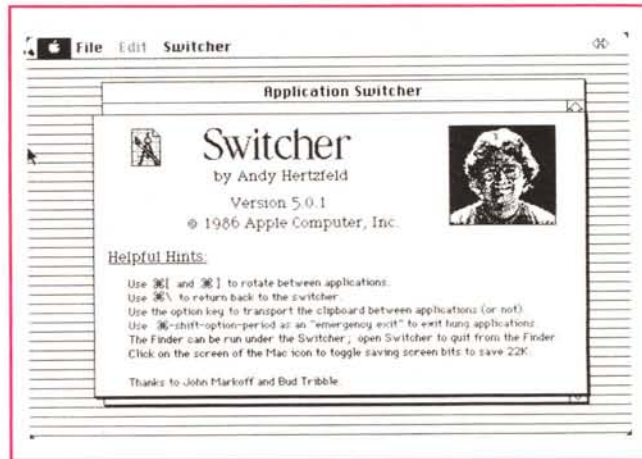 File Edit Switcher
Application Switcher
Switcher
by Andy Hertzfeld
Version 5.0.1
© 1986 Apple Computer, Inc.
Helpful Hints:
Use ⌘[ and ⌘] to rotate between applications.
Use ⌘\ to return back to the switcher.
Use the option key to transport the clipboard between applications (or not).
Use ⌘-shift-option-period as an "emergency exit" to exit hung applications
The Finder can be run under the Switcher; open Switcher to quit from the Finder
Click on the screen of the Mac icon to toggle saving screen bits to save 22K.
Thanks to John Markoff and Bud Tribble